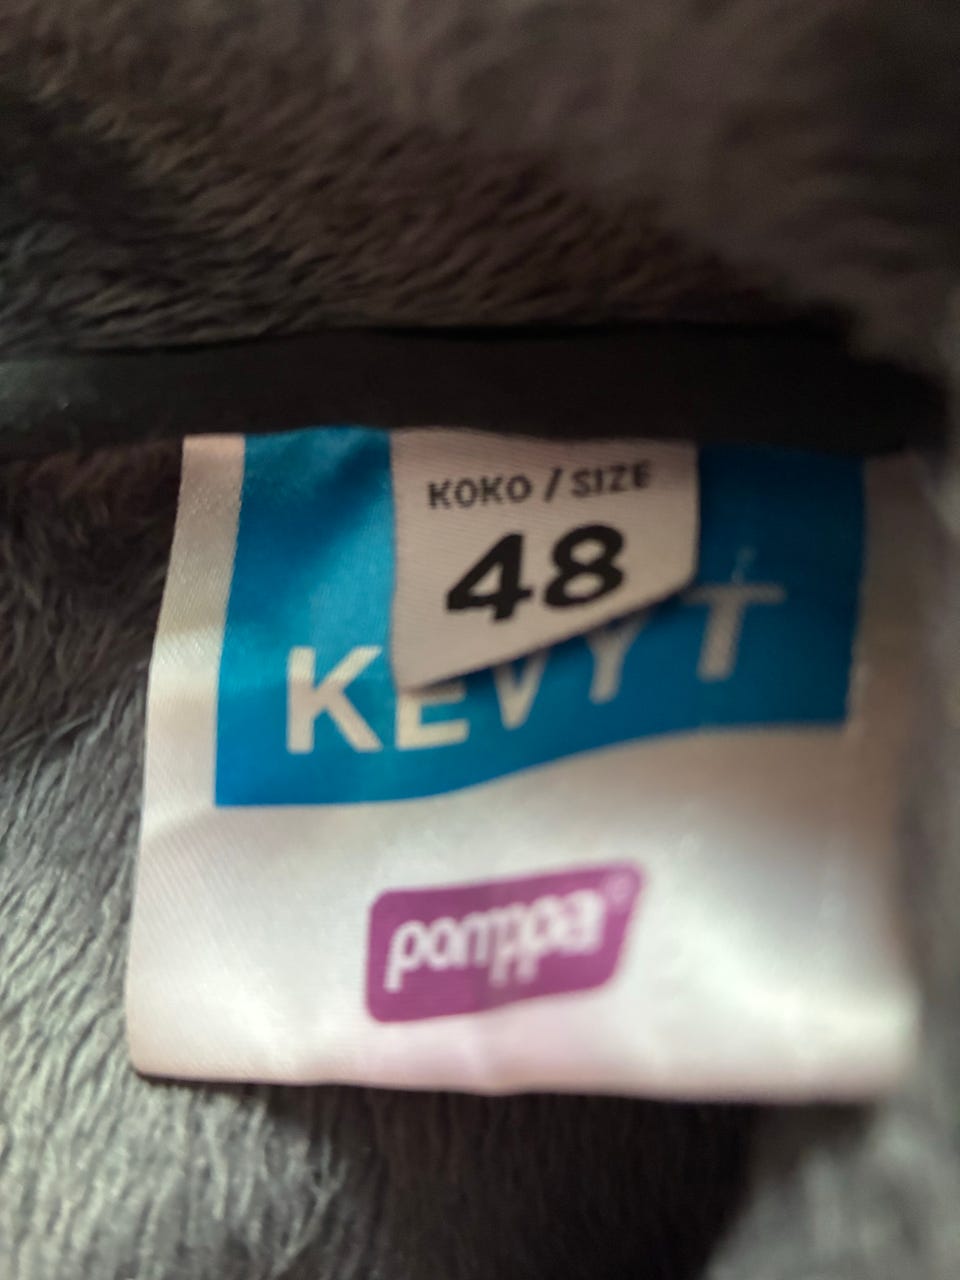 KOKO / SIZE
48
KEVYT
pomppa®